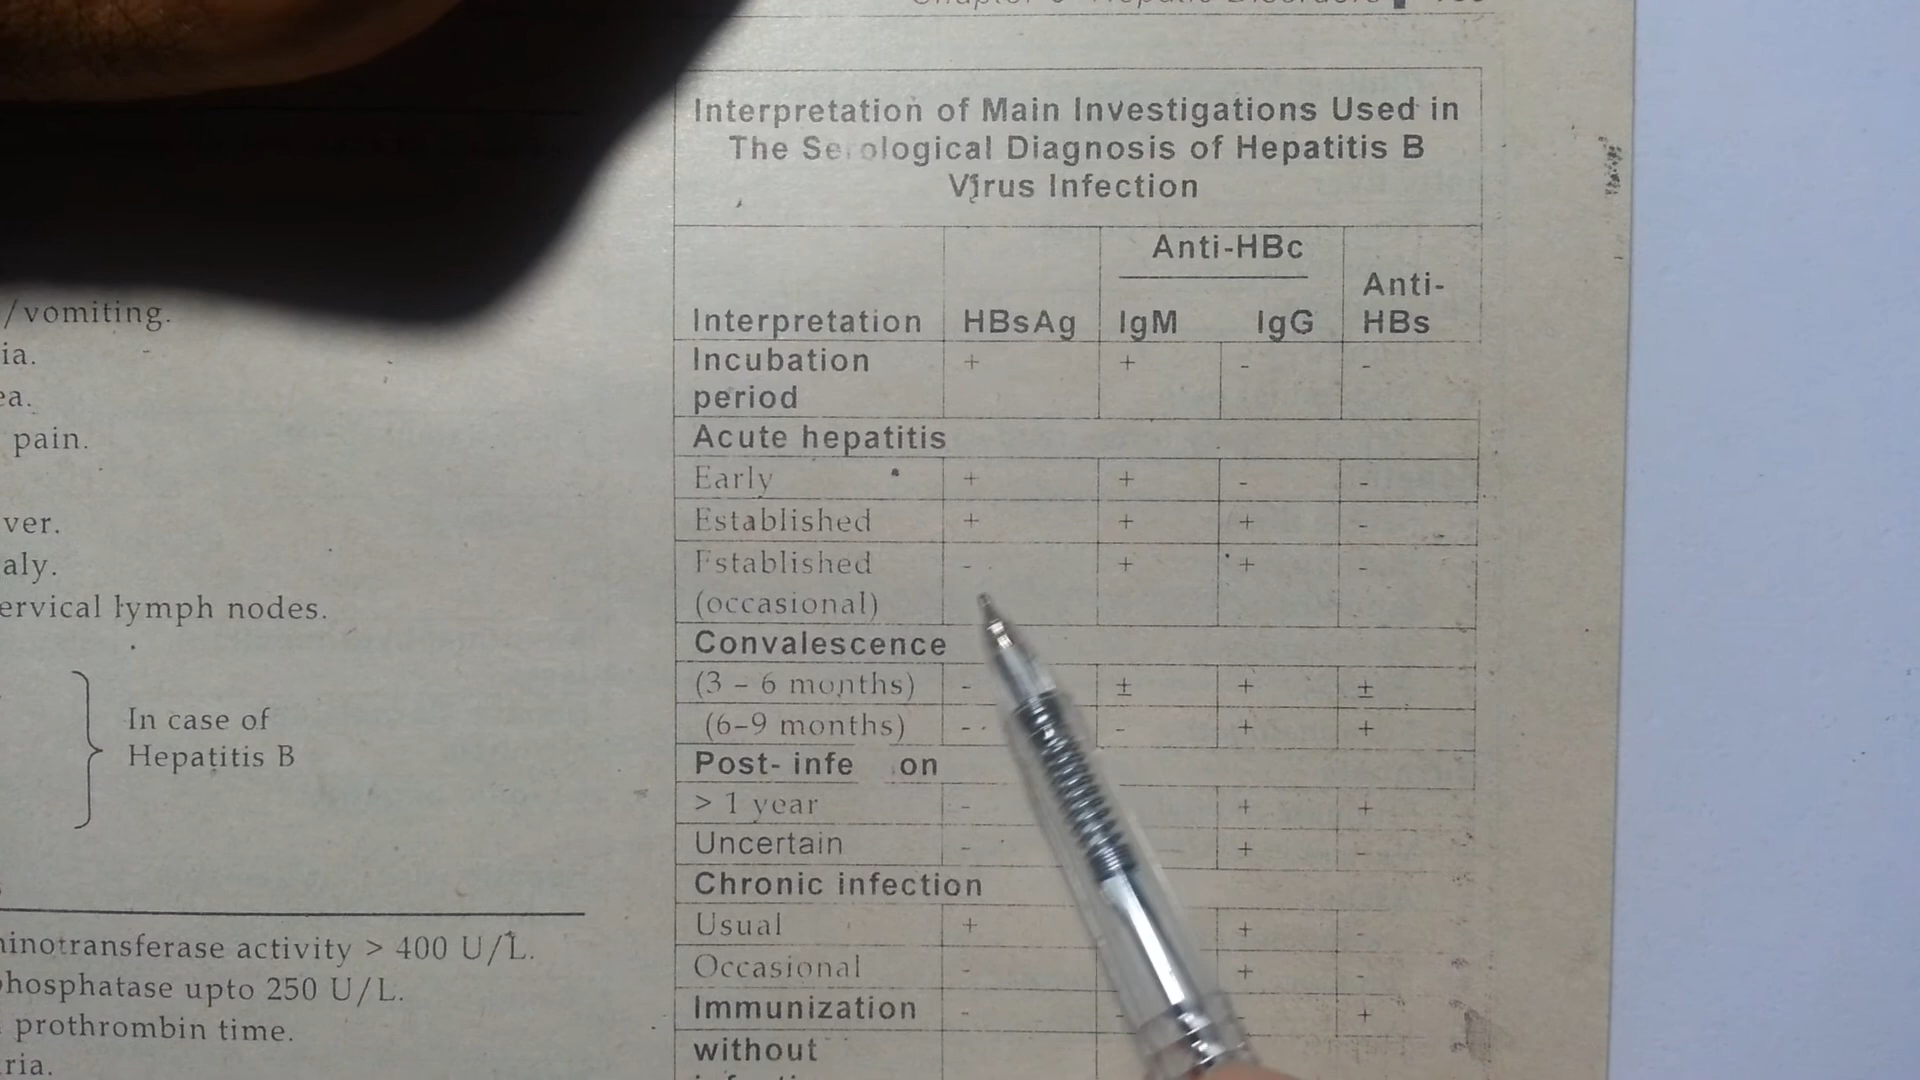 /vomiting.
ia.
ea.
pain.
ver.
aly.
ervical lymph nodes.
In case of
Hepatitis B
inotransferase activity > 400 U/L.
phosphatase upto 250 U/L.
prothrombin time.
ria.
Interpretation of Main Investigations Used in
The Serological Diagnosis of Hepatitis B
Virus Infection
Anti-HBc
Anti-
Interpretation HBsAg IgM IgG HBs
Incubation + + - -
period
Acute hepatitis
Early + + - -
Established + + + -
Established - + + -
(occasional)
Convalescence
(3 – 6 months) - ± + ±
(6–9 months) - - + +
Post- infe on
> 1 year - + +
Uncertain - + -
Chronic infection
Usual + + -
Occasional - + -
Immunization - - - +
without